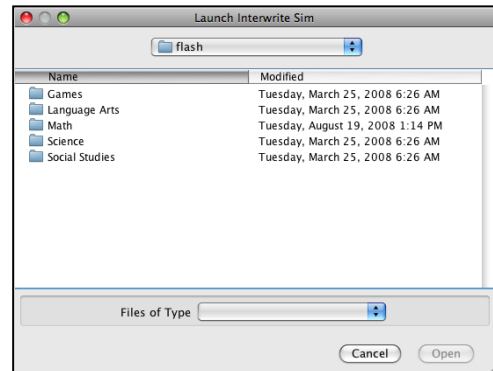 Launch Interwrite Sim
flash
Name Modified
Games Tuesday, March 25, 2008 6:26 AM
Language Arts Tuesday, March 25, 2008 6:26 AM
Math Tuesday, August 19, 2008 1:14 PM
Science Tuesday, March 25, 2008 6:26 AM
Social Studies Tuesday, March 25, 2008 6:26 AM
Files of Type
Cancel Open